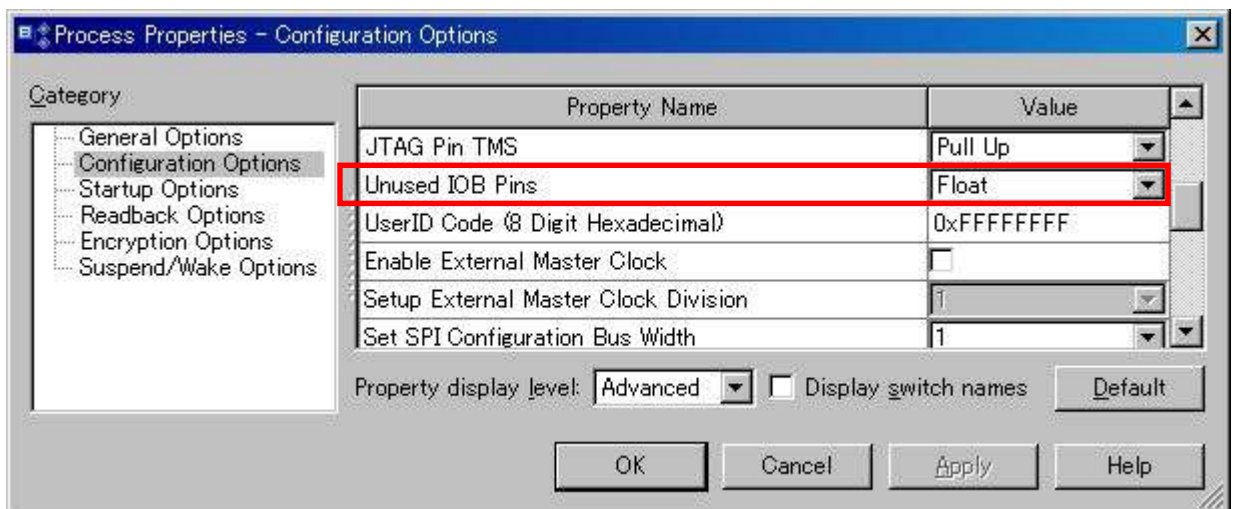 Process Properties - Configuration Options
Category
General Options
Configuration Options
Startup Options
Readback Options
Encryption Options
Suspend/Wake Options
Property Name Value
JTAG Pin TMS Pull Up
Unused IOB Pins Float
UserID Code (8 Digit Hexadecimal) 0xFFFFFFFF
Enable External Master Clock
Setup External Master Clock Division 1
Set SPI Configuration Bus Width 1
Property display level: Advanced Display switch names Default
OK Cancel Apply Help